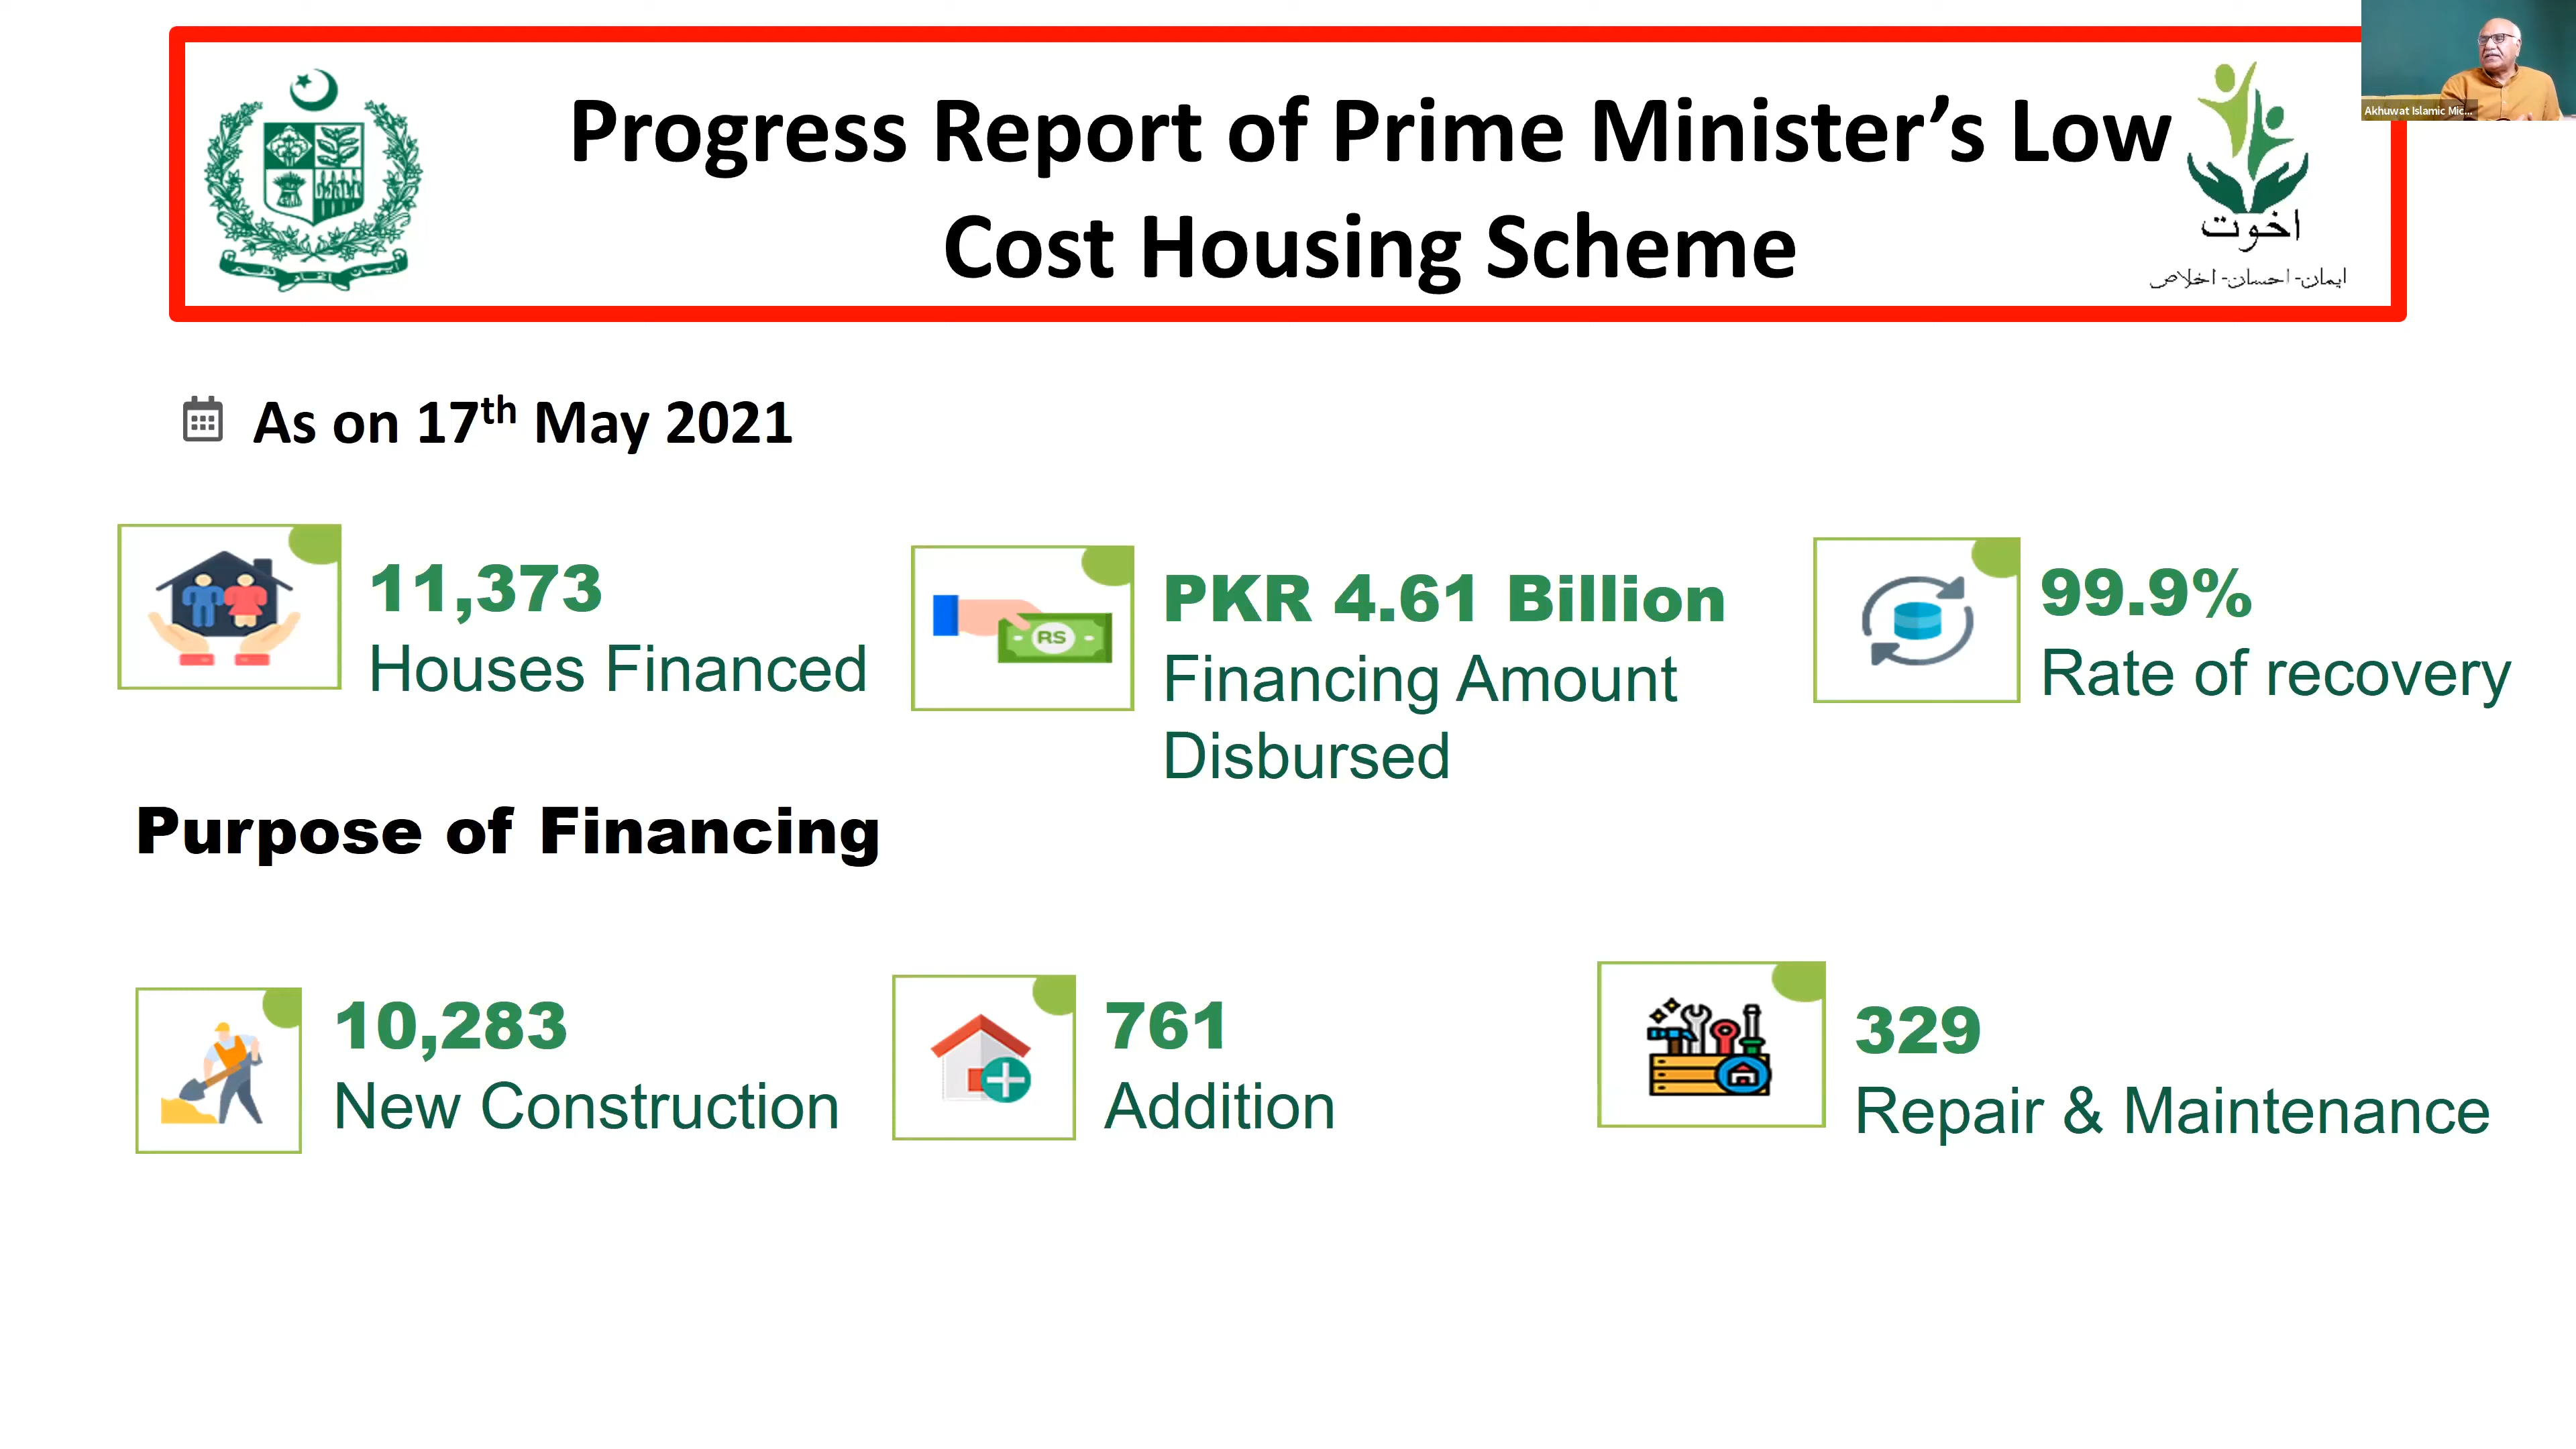 Progress Report of Prime Minister’s Low
Cost Housing Scheme
اخوت
ایمان-احسان-اخلاص
Akhuwat Islamic Mic...
As on 17th May 2021
11,373
Houses Financed
RS
PKR 4.61 Billion
Financing Amount
Disbursed
99.9%
Rate of recovery
Purpose of Financing
10,283
New Construction
761
Addition
329
Repair & Maintenance